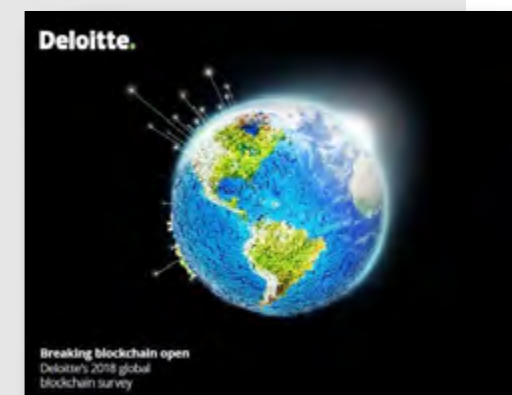 Deloitte.
Breaking blockchain open
Deloitte's 2018 global
blockchain survey